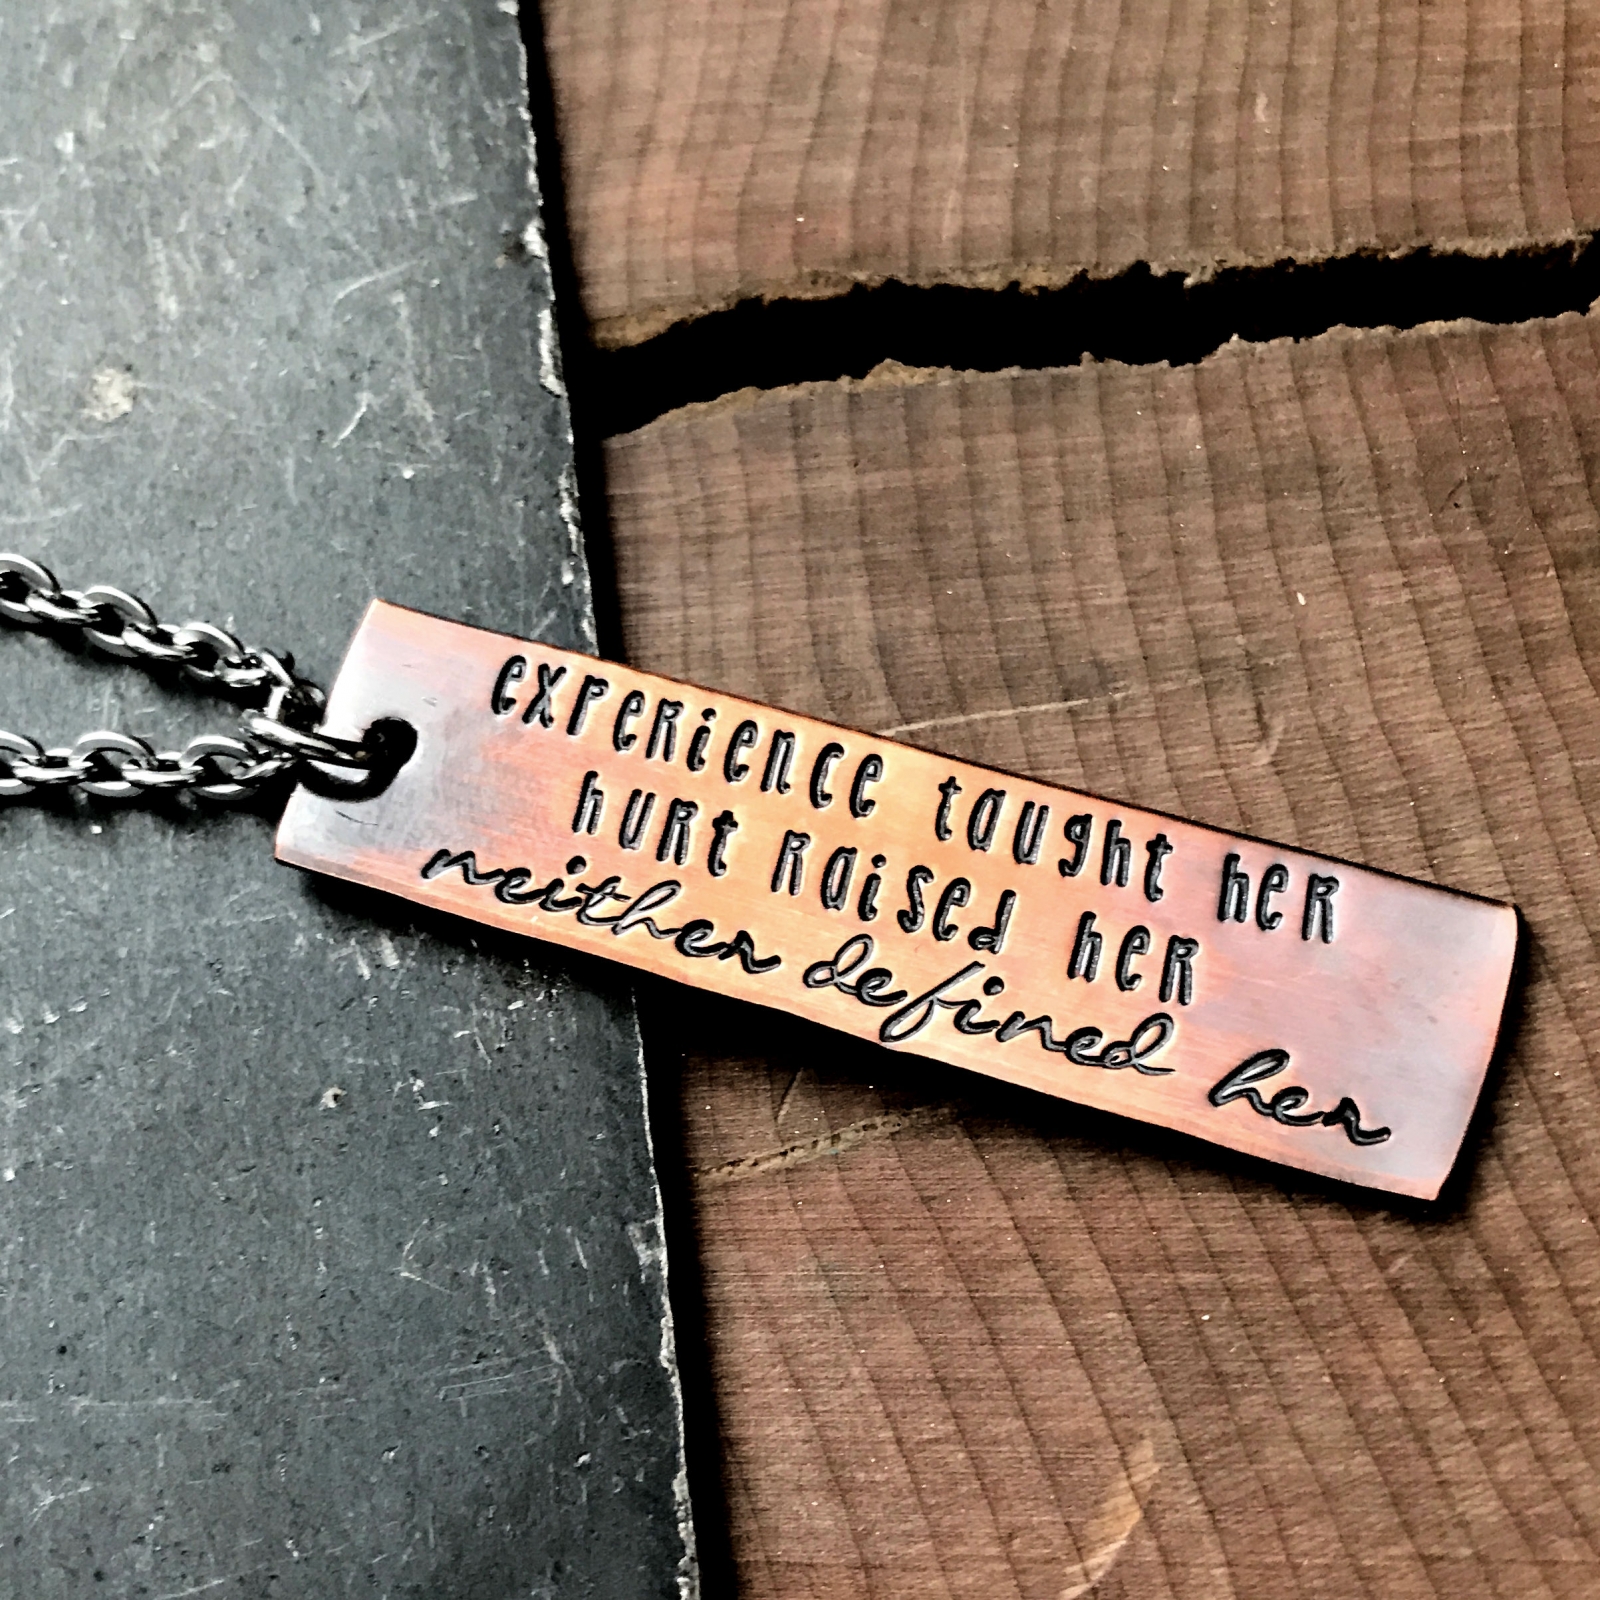 experience taught her
hurt raised her
neither defined her